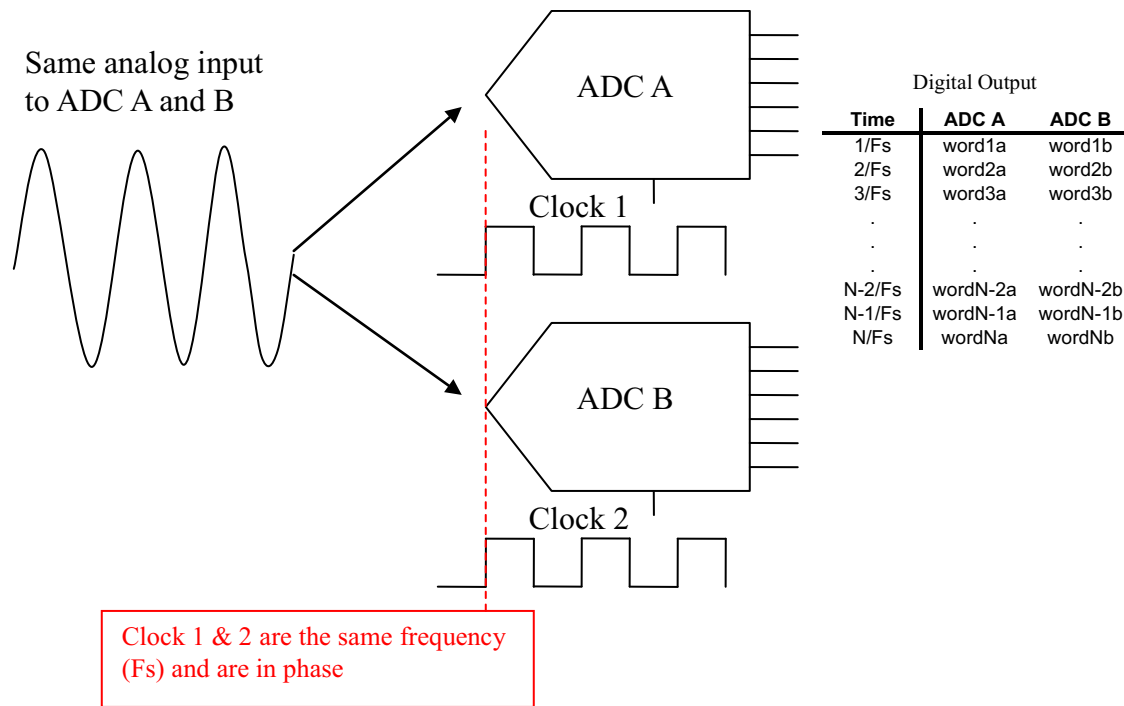 Same analog input
to ADC A and B
ADC A
Clock 1
ADC B
Clock 2
Clock 1 & 2 are the same frequency
(Fs) and are in phase
Digital Output
Time ADC A ADC B
1/Fs word1a word1b
2/Fs word2a word2b
3/Fs word3a word3b
. . .
. . .
. . .
N-2/Fs wordN-2a wordN-2b
N-1/Fs wordN-1a wordN-1b
N/Fs wordNa wordNb